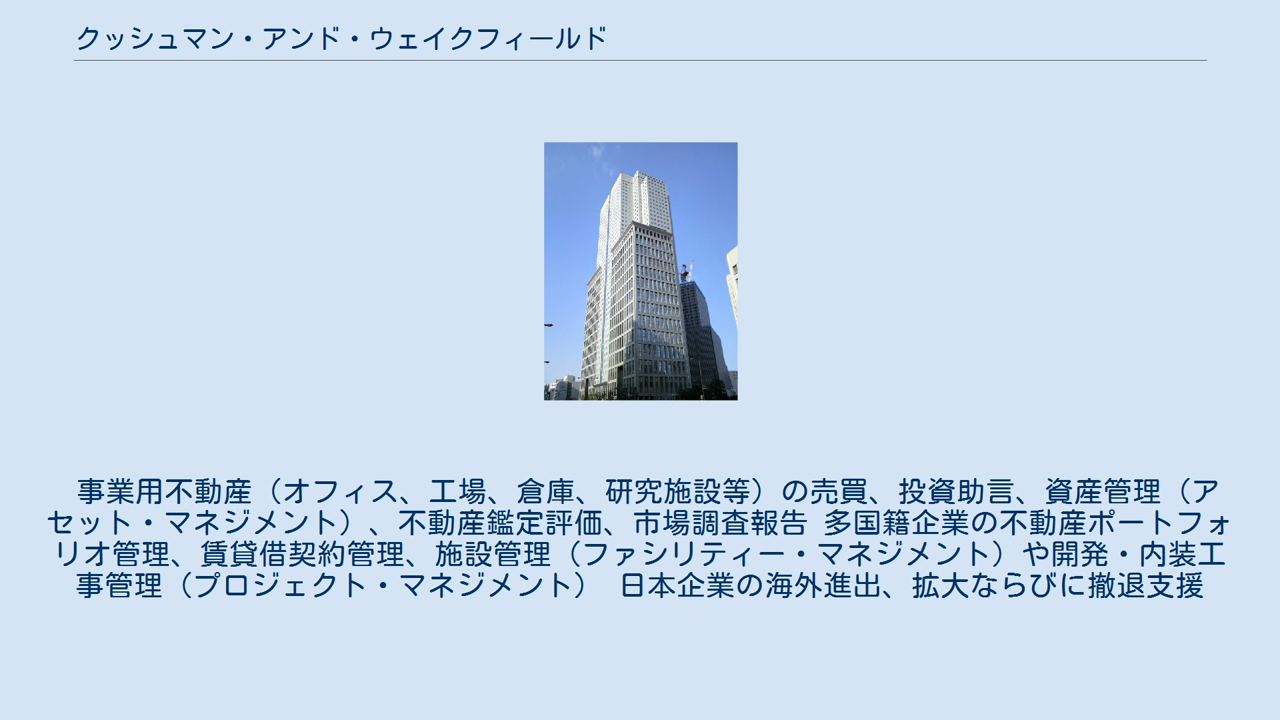 クッシュマン・アンド・ウェイクフィールド
事業用不動産（オフィス、工場、倉庫、研究施設等）の売買、投資助言、資産管理（ア
セット・マネジメント）、不動産鑑定評価、市場調査報告 多国籍企業の不動産ポートフォ
リオ管理、賃貸借契約管理、施設管理（ファシリティー・マネジメント）や開発・内装工
事管理（プロジェクト・マネジメント） 日本企業の海外進出、拡大ならびに撤退支援